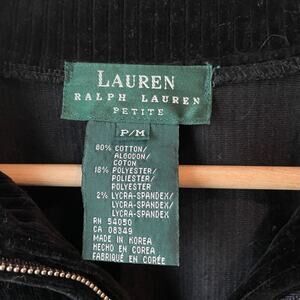 LAUREN
RALPH LAUREN
PETITE
P/M
80% COTTON/
ALGODON/
COTON
18% POLYESTER/
POLIESTER/
POLYESTER
2% LYCRA-SPANDEX/
LYCRA-SPANDEX/
LYCRA-SPANDEX
RN 54050
CA 08349
MADE IN KOREA
HECHO EN COREA
FABRIQUÉ EN CORÉE